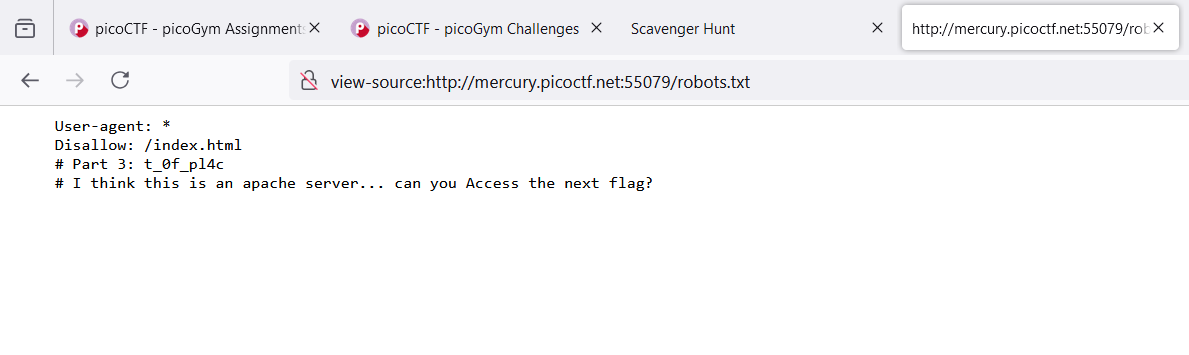 picoCTF - picoGym Assignments
picoCTF - picoGym Challenges
Scavenger Hunt
http://mercury.picoctf.net:55079/rob
view-source:http://mercury.picoctf.net:55079/robots.txt
User-agent: *
Disallow: /index.html
# Part 3: t_0f_pl4c
# I think this is an apache server... can you Access the next flag?